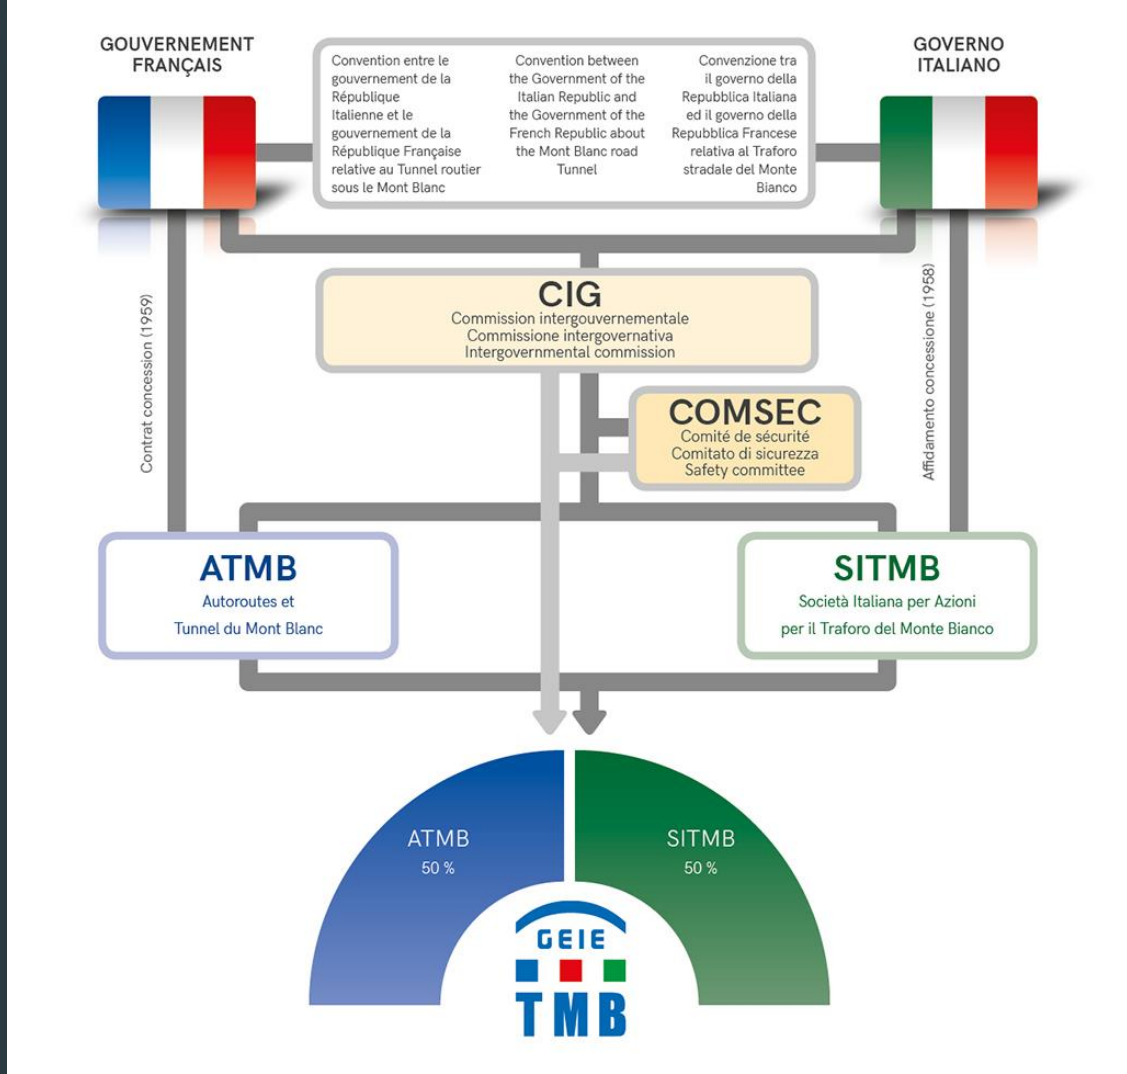 GOUVERNEMENT
FRANÇAIS
GOVERNO
ITALIANO
Convention entre le
gouvernement de la
République
Italienne et le
gouvernement de la
République Française
relative au Tunnel routier
sous le Mont Blanc
Convention between
the Government of the
Italian Republic and
the Government of the
French Republic about
the Mont Blanc road
Tunnel
Convenzione tra
il governo della
Repubblica Italiana
ed il governo della
Repubblica Francese
relativa al Traforo
stradale del Monte
Bianco
Contrat concession (1959)
CIG
Commission intergouvernementale
Commissione intergovernativa
Intergovernmental commission
Affidamento concessione (1958)
COMSEC
Comité de sécurité
Comitato di sicurezza
Safety committee
ATMB
Autoroutes et
Tunnel du Mont Blanc
SITMB
Società Italiana per Azioni
per il Traforo del Monte Bianco
ATMB
50 %
SITMB
50 %
GEIE
TMB